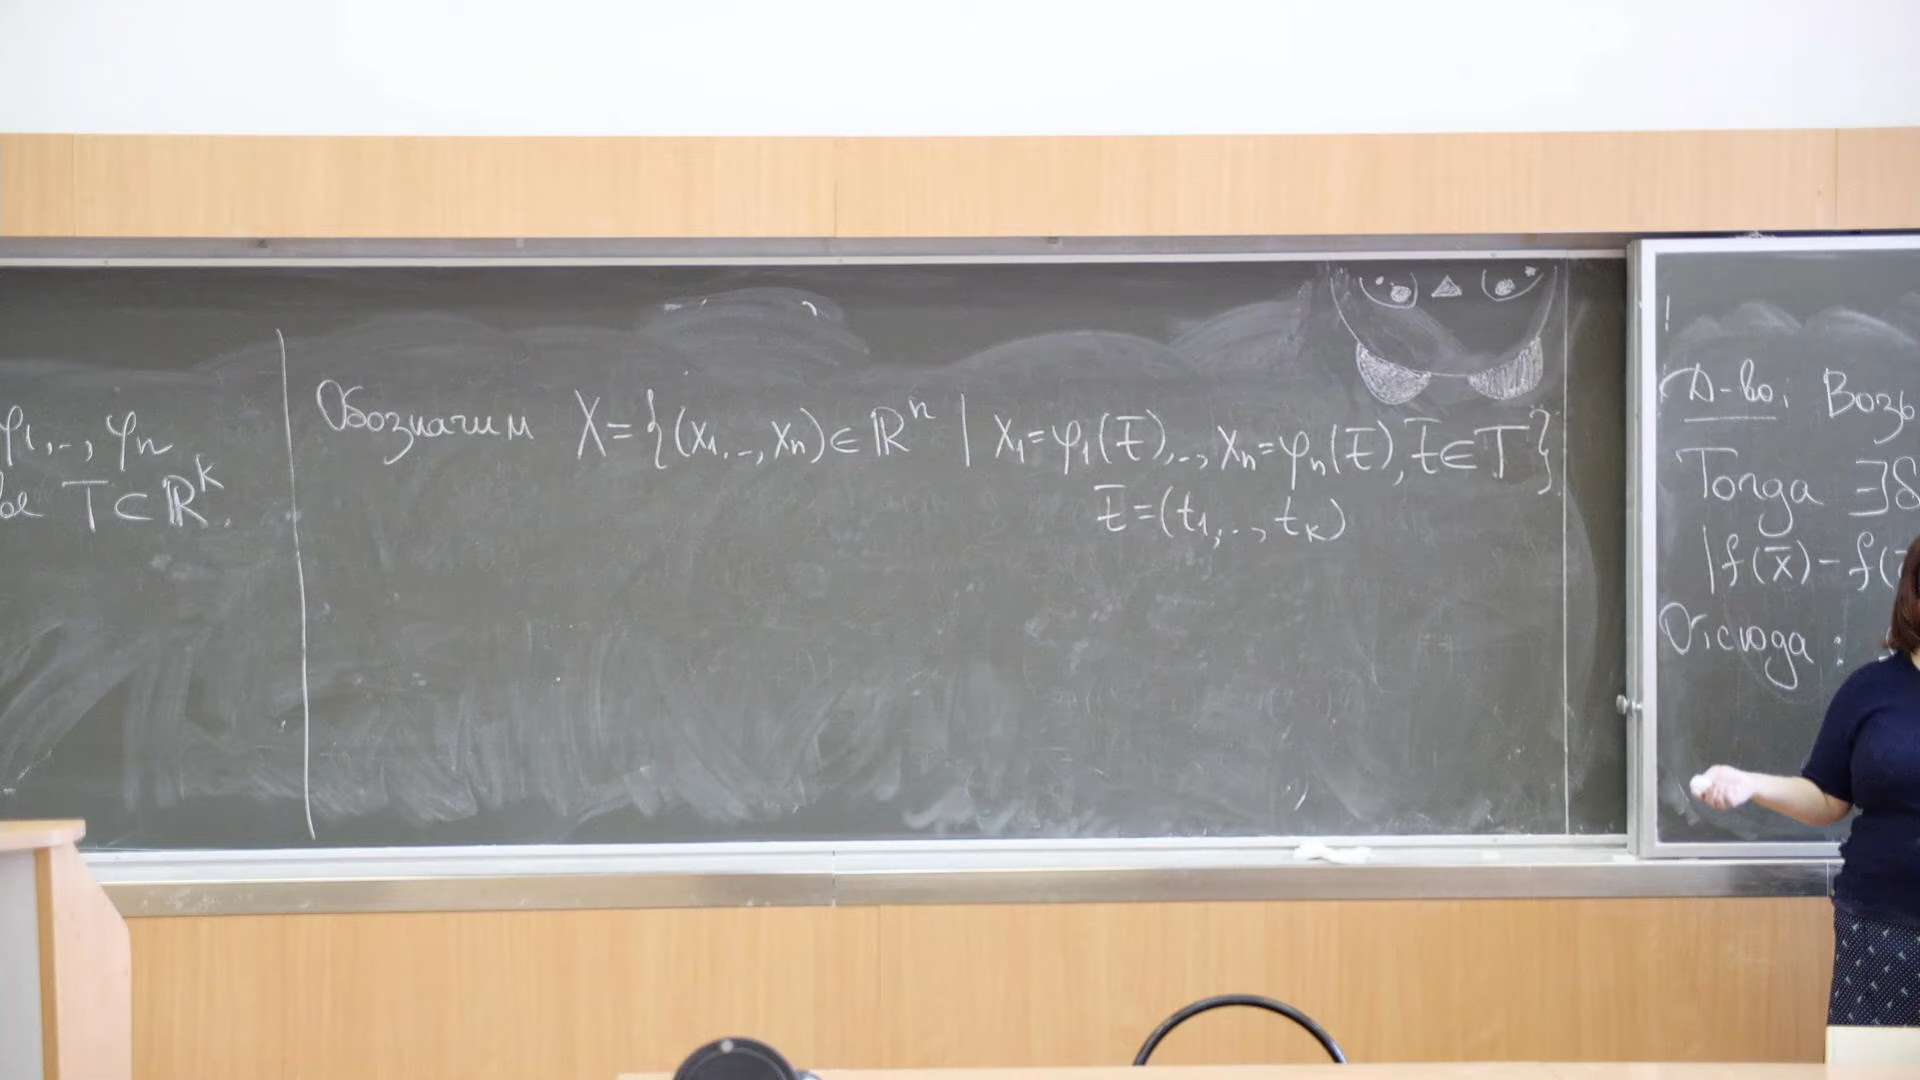 φ₁,..,φₙ
T⊂ℝᵏ.
Обозначим X={(x₁,..,xₙ)∈ℝⁿ | x₁=φ₁(t̄),..,xₙ=φₙ(t̄), t̄∈T}.
t̄=(t₁,..,tₖ)
Д-во: Возь
Тогда ∃δ
|f(x̄)-f(
Отсюда: